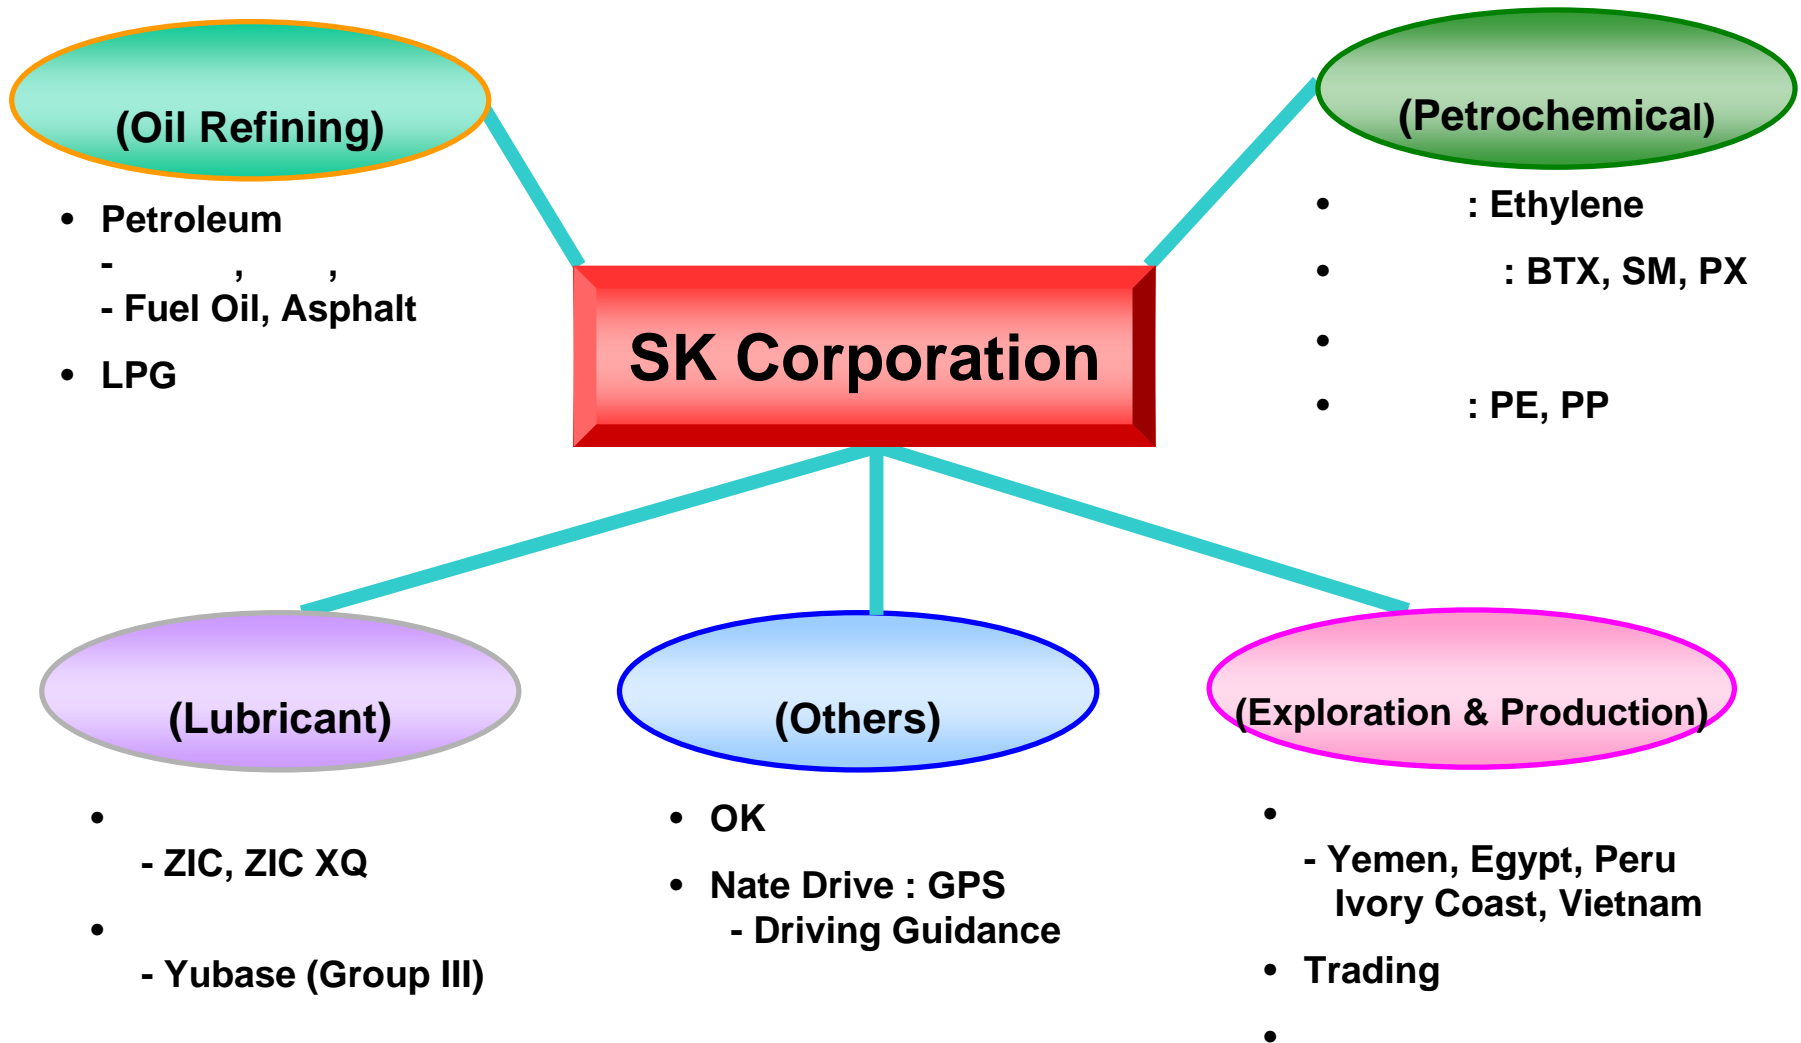 (Oil Refining)
• Petroleum
- , ,
- Fuel Oil, Asphalt
• LPG
(Petrochemical)
• : Ethylene
• : BTX, SM, PX
•
• : PE, PP
SK Corporation
(Lubricant)
•
- ZIC, ZIC XQ
•
- Yubase (Group III)
(Others)
• OK
• Nate Drive : GPS
- Driving Guidance
(Exploration & Production)
•
- Yemen, Egypt, Peru
Ivory Coast, Vietnam
• Trading
•